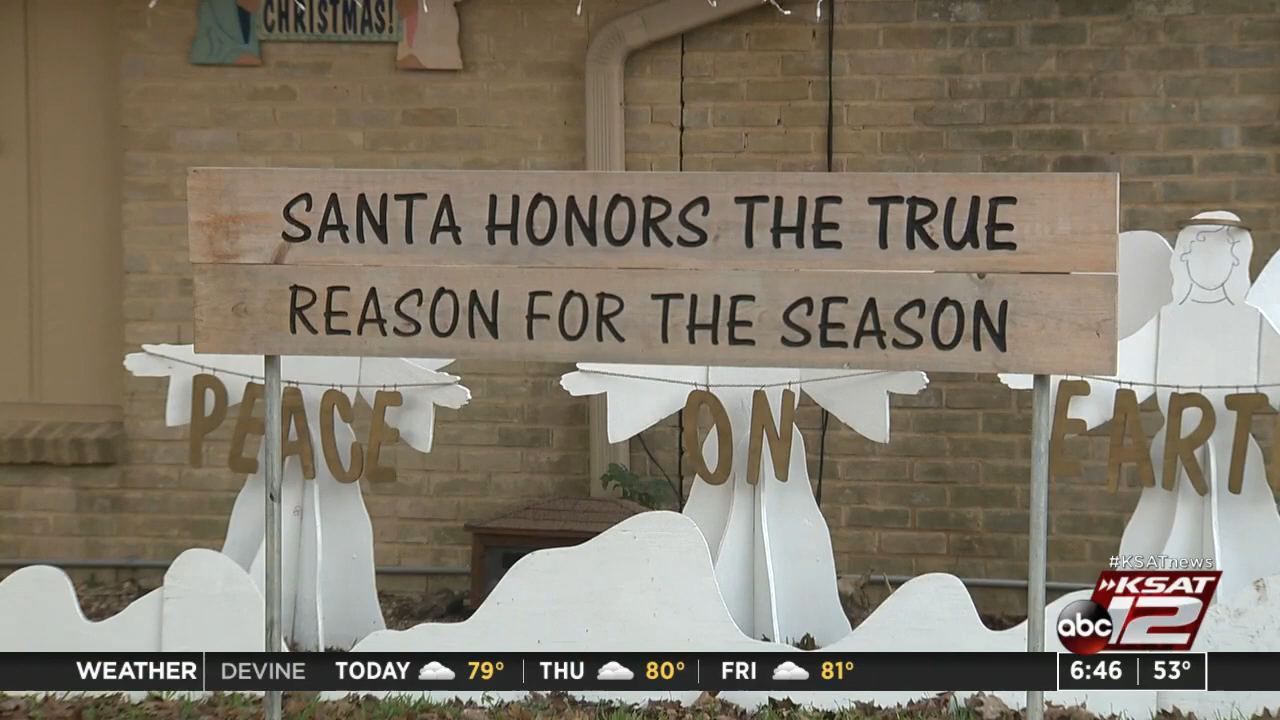 CHRISTMAS!
SANTA HONORS THE TRUE
REASON FOR THE SEASON
PEACE ON EART
#KSATnews
KSAT
abc 12
WEATHER DEVINE TODAY 79° THU 80° FRI 81° 6:46 53°